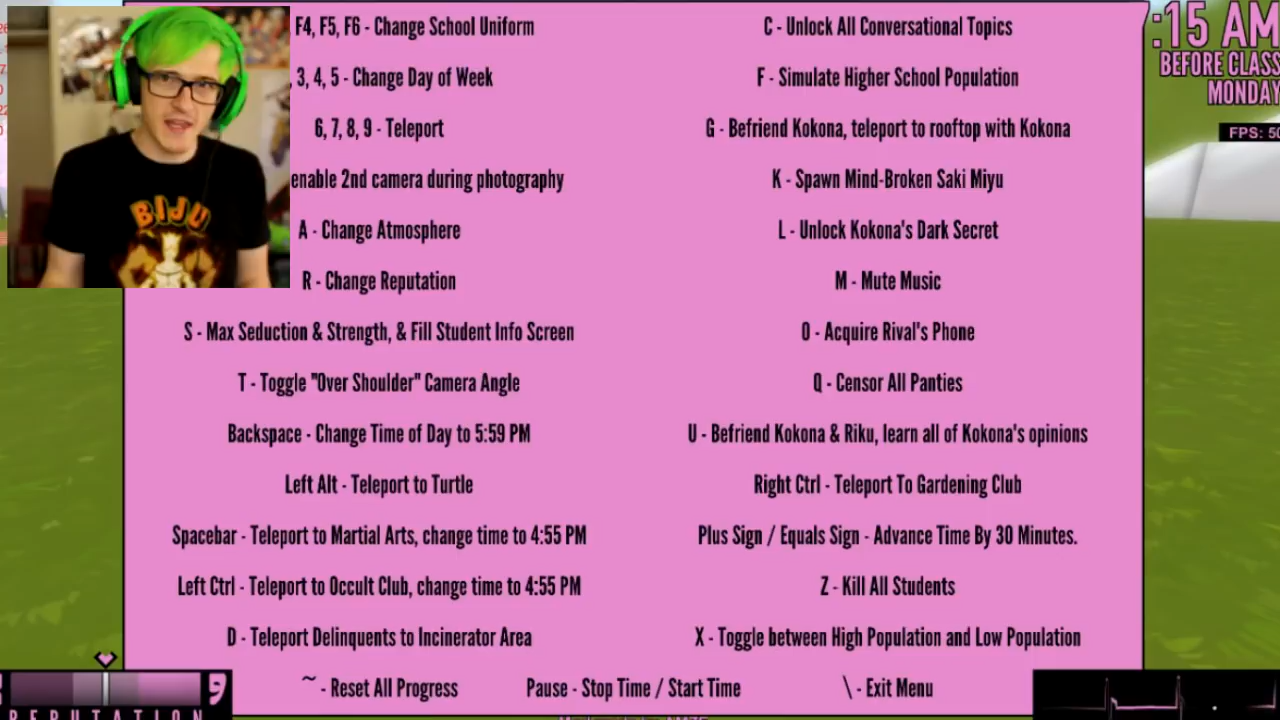 F4, F5, F6 - Change School Uniform
, 3, 4, 5 - Change Day of Week
6, 7, 8, 9 - Teleport
enable 2nd camera during photography
A - Change Atmosphere
R - Change Reputation
S - Max Seduction & Strength, & Fill Student Info Screen
T - Toggle "Over Shoulder" Camera Angle
Backspace - Change Time of Day to 5:59 PM
Left Alt - Teleport to Turtle
Spacebar - Teleport to Martial Arts, change time to 4:55 PM
Left Ctrl - Teleport to Occult Club, change time to 4:55 PM
D - Teleport Delinquents to Incinerator Area
~ - Reset All Progress
Pause - Stop Time / Start Time
\ - Exit Menu
C - Unlock All Conversational Topics
F - Simulate Higher School Population
G - Befriend Kokona, teleport to rooftop with Kokona
K - Spawn Mind-Broken Saki Miyu
L - Unlock Kokona's Dark Secret
M - Mute Music
O - Acquire Rival's Phone
Q - Censor All Panties
U - Befriend Kokona & Riku, learn all of Kokona's opinions
Right Ctrl - Teleport To Gardening Club
Plus Sign / Equals Sign - Advance Time By 30 Minutes.
Z - Kill All Students
X - Toggle between High Population and Low Population
7:15 AM
BEFORE CLASS
MONDAY
FPS: 50
BIJU
REPUTATION